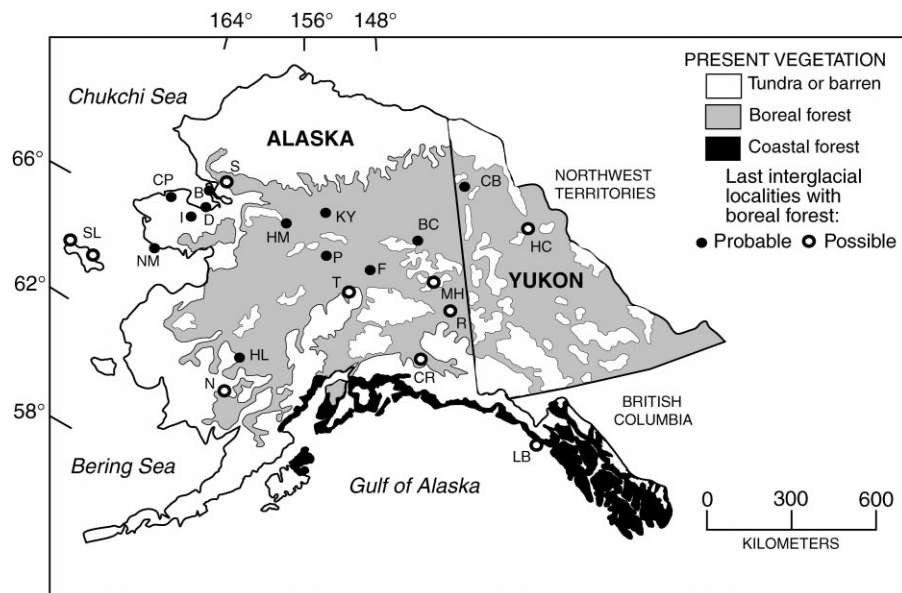 164°
156°
148°
66°
62°
58°
Chukchi Sea
ALASKA
S
CP
B
I
D
SL
NM
HM
KY
BC
P
F
T
MH
R
HL
N
CR
CB
HC
YUKON
NORTHWEST
TERRITORIES
BRITISH
COLUMBIA
LB
Bering Sea
Gulf of Alaska
PRESENT VEGETATION
Tundra or barren
Boreal forest
Coastal forest
Last interglacial
localities with
boreal forest:
Probable
Possible
0 300 600
KILOMETERS